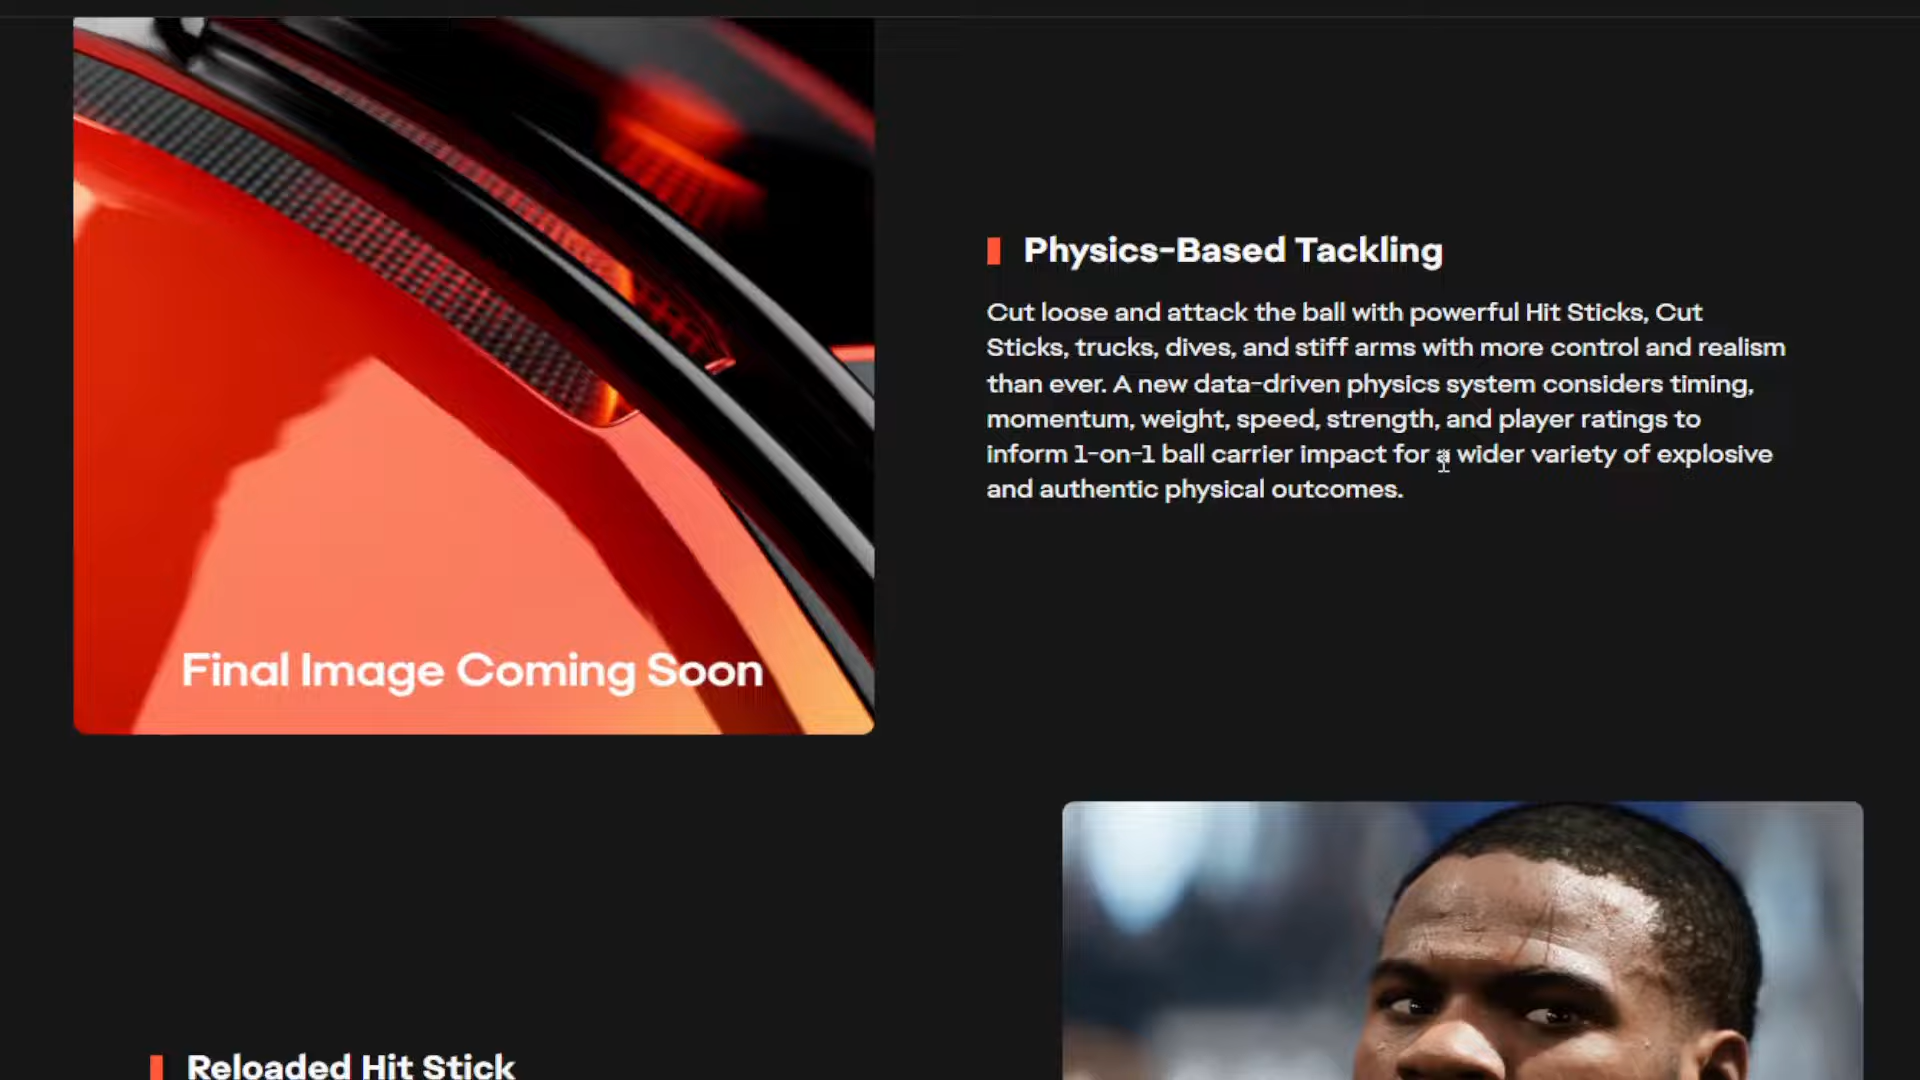 Physics-Based Tackling
Cut loose and attack the ball with powerful Hit Sticks, Cut
Sticks, trucks, dives, and stiff arms with more control and realism
than ever. A new data-driven physics system considers timing,
momentum, weight, speed, strength, and player ratings to
inform 1-on-1 ball carrier impact for a wider variety of explosive
and authentic physical outcomes.
Final Image Coming Soon
Reloaded Hit Stick